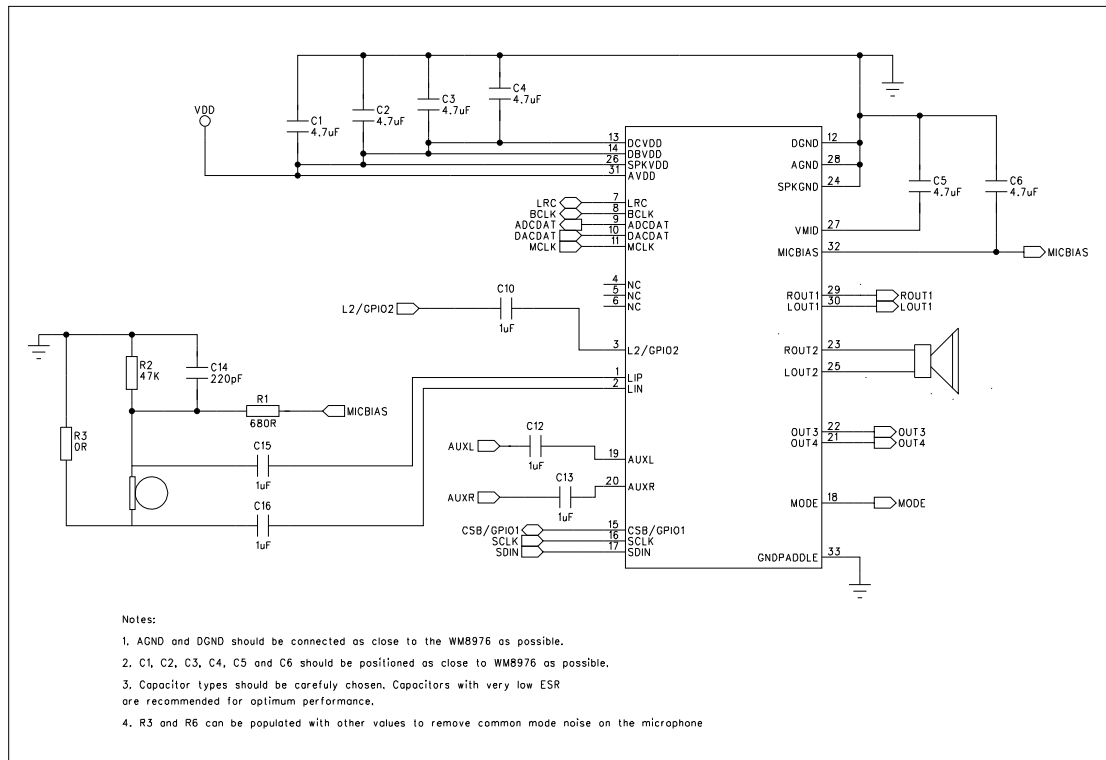 VDD
C1
4.7uF
C2
4.7uF
C3
4.7uF
C4
4.7uF
13 DCVDD
14 DBVDD
26 SPKVDD
31 AVDD
LRC 7 LRC
BCLK 8 BCLK
ADCDAT 9 ADCDAT
DACDAT 10 DACDAT
MCLK 11 MCLK
4 NC
5 NC
6 NC
L2/GPIO2
C10
1uF
3 L2/GPIO2
1 LIP
2 LIN
R2
47K
C14
220pF
R1
680R
MICBIAS
R3
0R
C15
1uF
C16
1uF
AUXL
C12
1uF
19 AUXL
AUXR
C13
1uF
20 AUXR
CSB/GPIO1 15 CSB/GPIO1
SCLK 16 SCLK
SDIN 17 SDIN
DGND 12
AGND 28
SPKGND 24
C5
4.7uF
C6
4.7uF
VMID 27
MICBIAS 32 MICBIAS
ROUT1 29 ROUT1
LOUT1 30 LOUT1
ROUT2 23
LOUT2 25
OUT3 22 OUT3
OUT4 21 OUT4
MODE 18 MODE
GNDPADDLE 33
Notes:
1. AGND and DGND should be connected as close to the WM8976 as possible.
2. C1, C2, C3, C4, C5 and C6 should be positioned as close to WM8976 as possible.
3. Capacitor types should be carefuly chosen. Capacitors with very low ESR
are recommended for optimum performance.
4. R3 and R6 can be populated with other values to remove common mode noise on the microphone